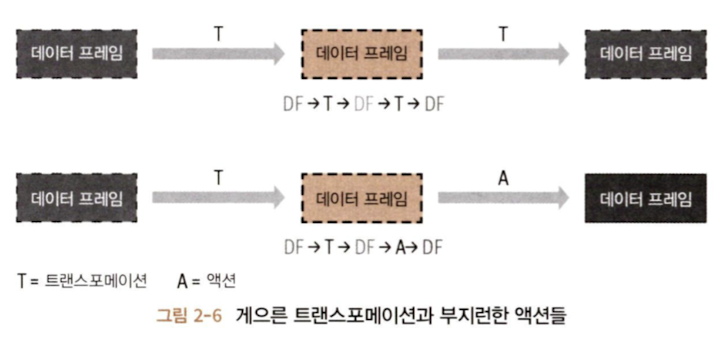 T T
데이터 프레임 데이터 프레임 데이터 프레임
DF→T→DF→T→DF
T A
데이터 프레임 데이터 프레임 데이터 프레임
DF→T→DF→A→DF
T = 트랜스포메이션 A = 액션
그림 2-6 게으른 트랜스포메이션과 부지런한 액션들